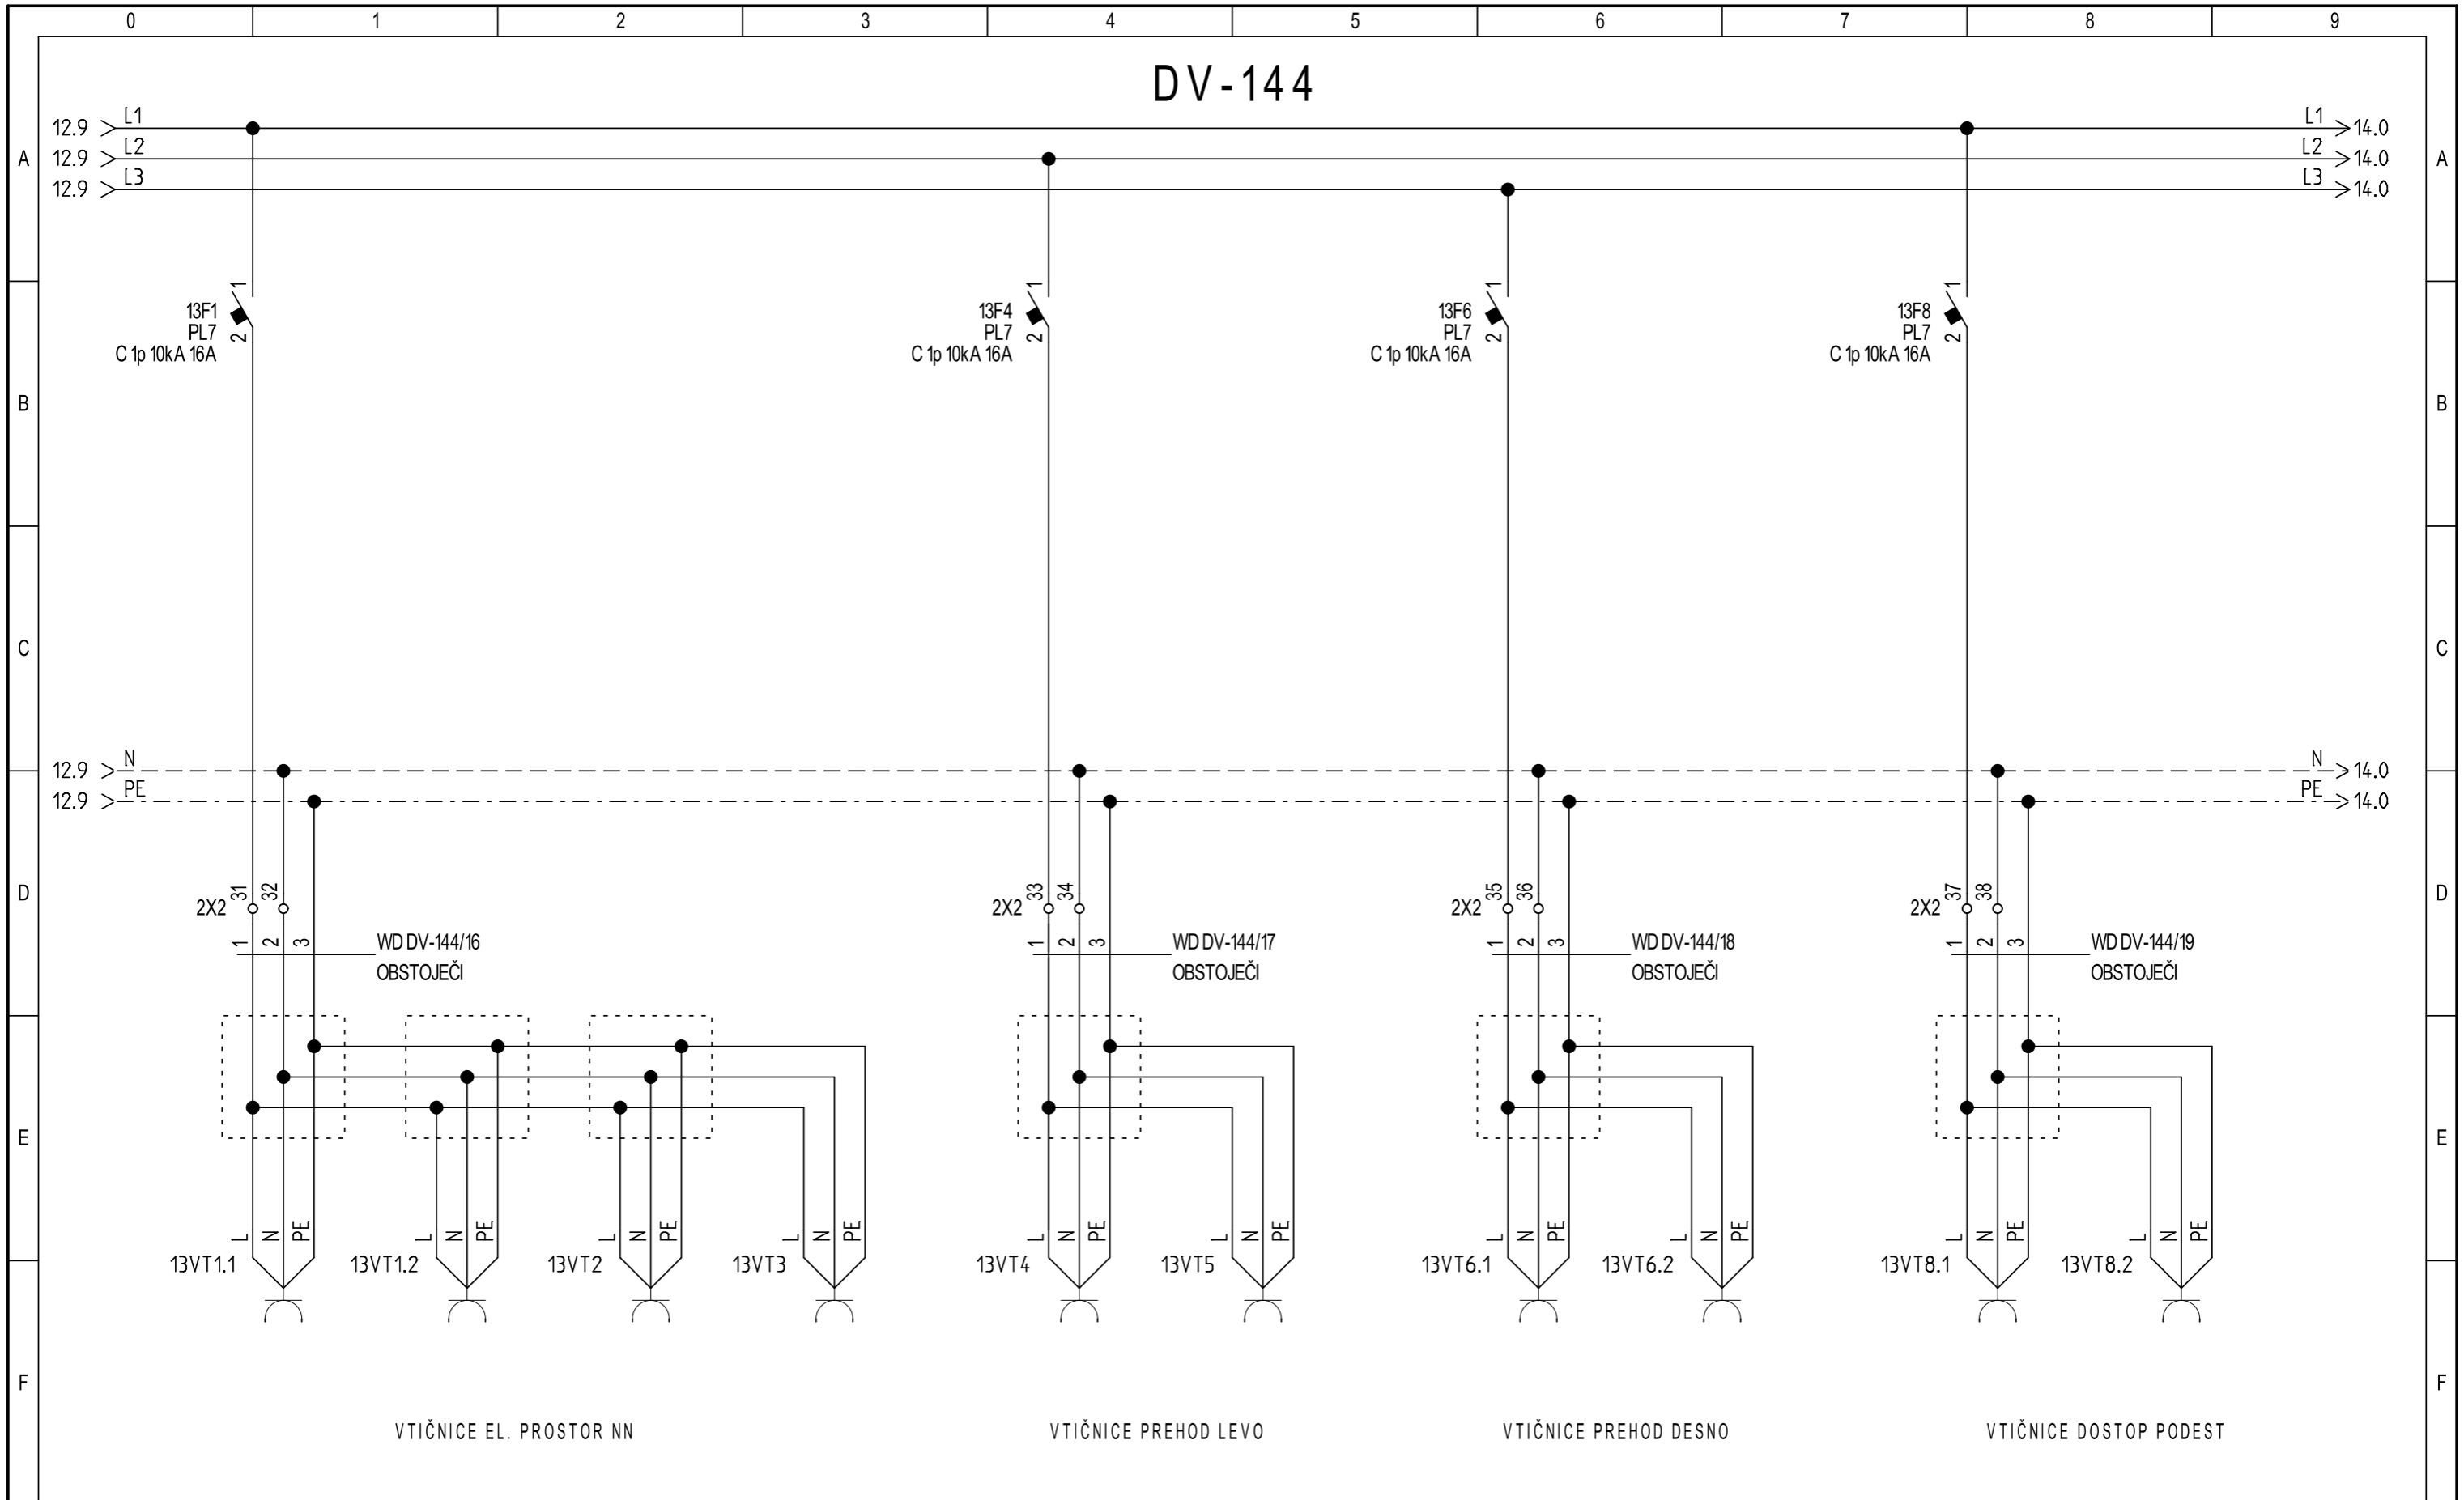 0 1 2 3 4 5 6 7 8 9
DV-144
12.9 L1 L1 14.0
A 12.9 L2 L2 14.0 A
12.9 L3 L3 14.0
1 1 1 1
13F1 13F4 13F6 13F8
PL7 PL7 PL7 PL7
2 2 2 2
C 1p 10kA 16A C 1p 10kA 16A C 1p 10kA 16A C 1p 10kA 16A
B B
C C
12.9 N N 14.0
12.9 PE PE 14.0
D 31 32 33 34 35 36 37 38 D
2X2 2X2 2X2 2X2
1 2 3 WD DV-144/16 1 2 3 WD DV-144/17 1 2 3 WD DV-144/18 1 2 3 WD DV-144/19
OBSTOJEČI OBSTOJEČI OBSTOJEČI OBSTOJEČI
E E
L N PE L N PE L N PE L N PE L N PE L N PE L N PE L N PE L N PE L N PE
13VT1.1 13VT1.2 13VT2 13VT3 13VT4 13VT5 13VT6.1 13VT6.2 13VT8.1 13VT8.2
F F
VTIČNICE EL. PROSTOR NN VTIČNICE PREHOD LEVO VTIČNICE PREHOD DESNO VTIČNICE DOSTOP PODEST